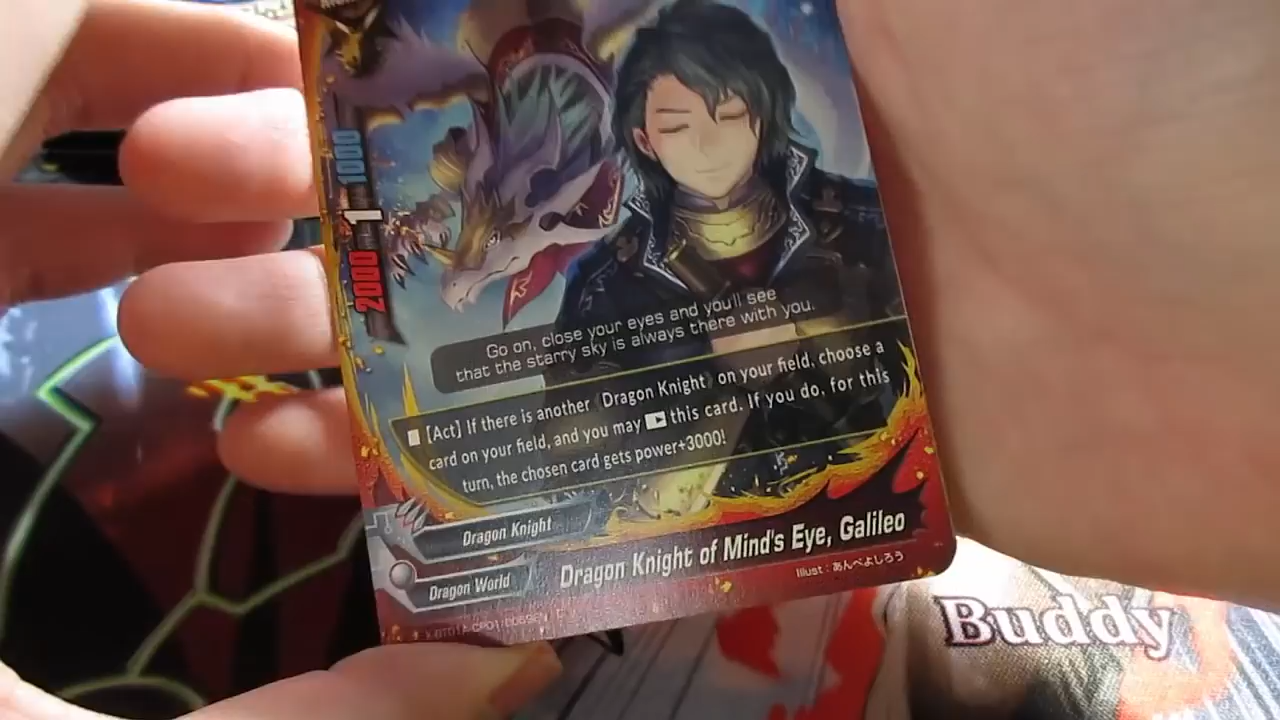 1000
1
2000
Go on, close your eyes and you'll see
that the starry sky is always there with you.
[Act] If there is another 《Dragon Knight》 on your field, choose a
card on your field, and you may this card. If you do, for this
turn, the chosen card gets power+3000!
Dragon Knight
Dragon World
Dragon Knight of Mind's Eye, Galileo
Illust : あんべよしろう
Buddy